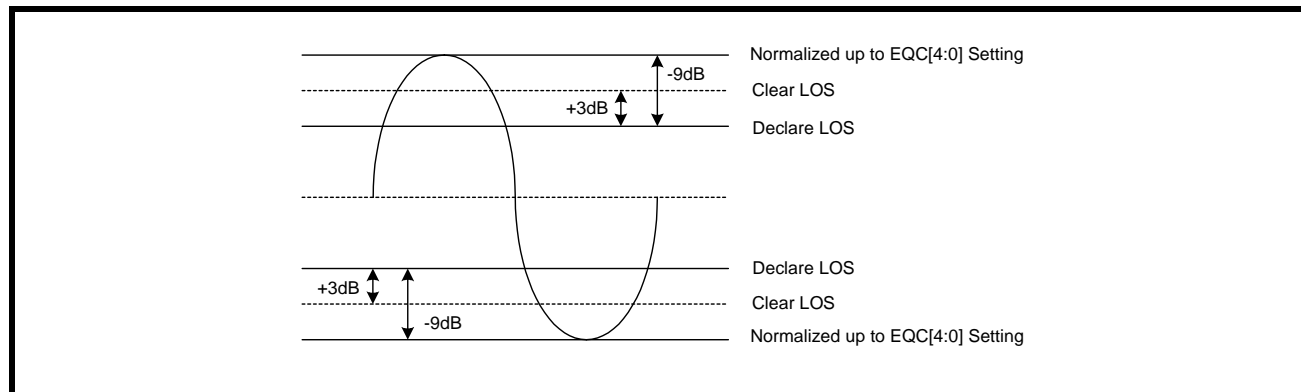 Normalized up to EQC[4:0] Setting
-9dB
Clear LOS
+3dB
Declare LOS
Declare LOS
+3dB
Clear LOS
-9dB
Normalized up to EQC[4:0] Setting